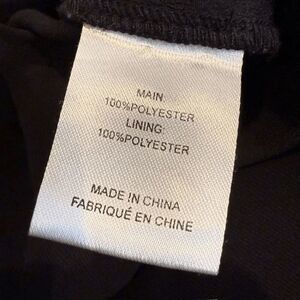 MAIN:
100%POLYESTER
LINING:
100%POLYESTER
MADE IN CHINA
FABRIQUÉ EN CHINE